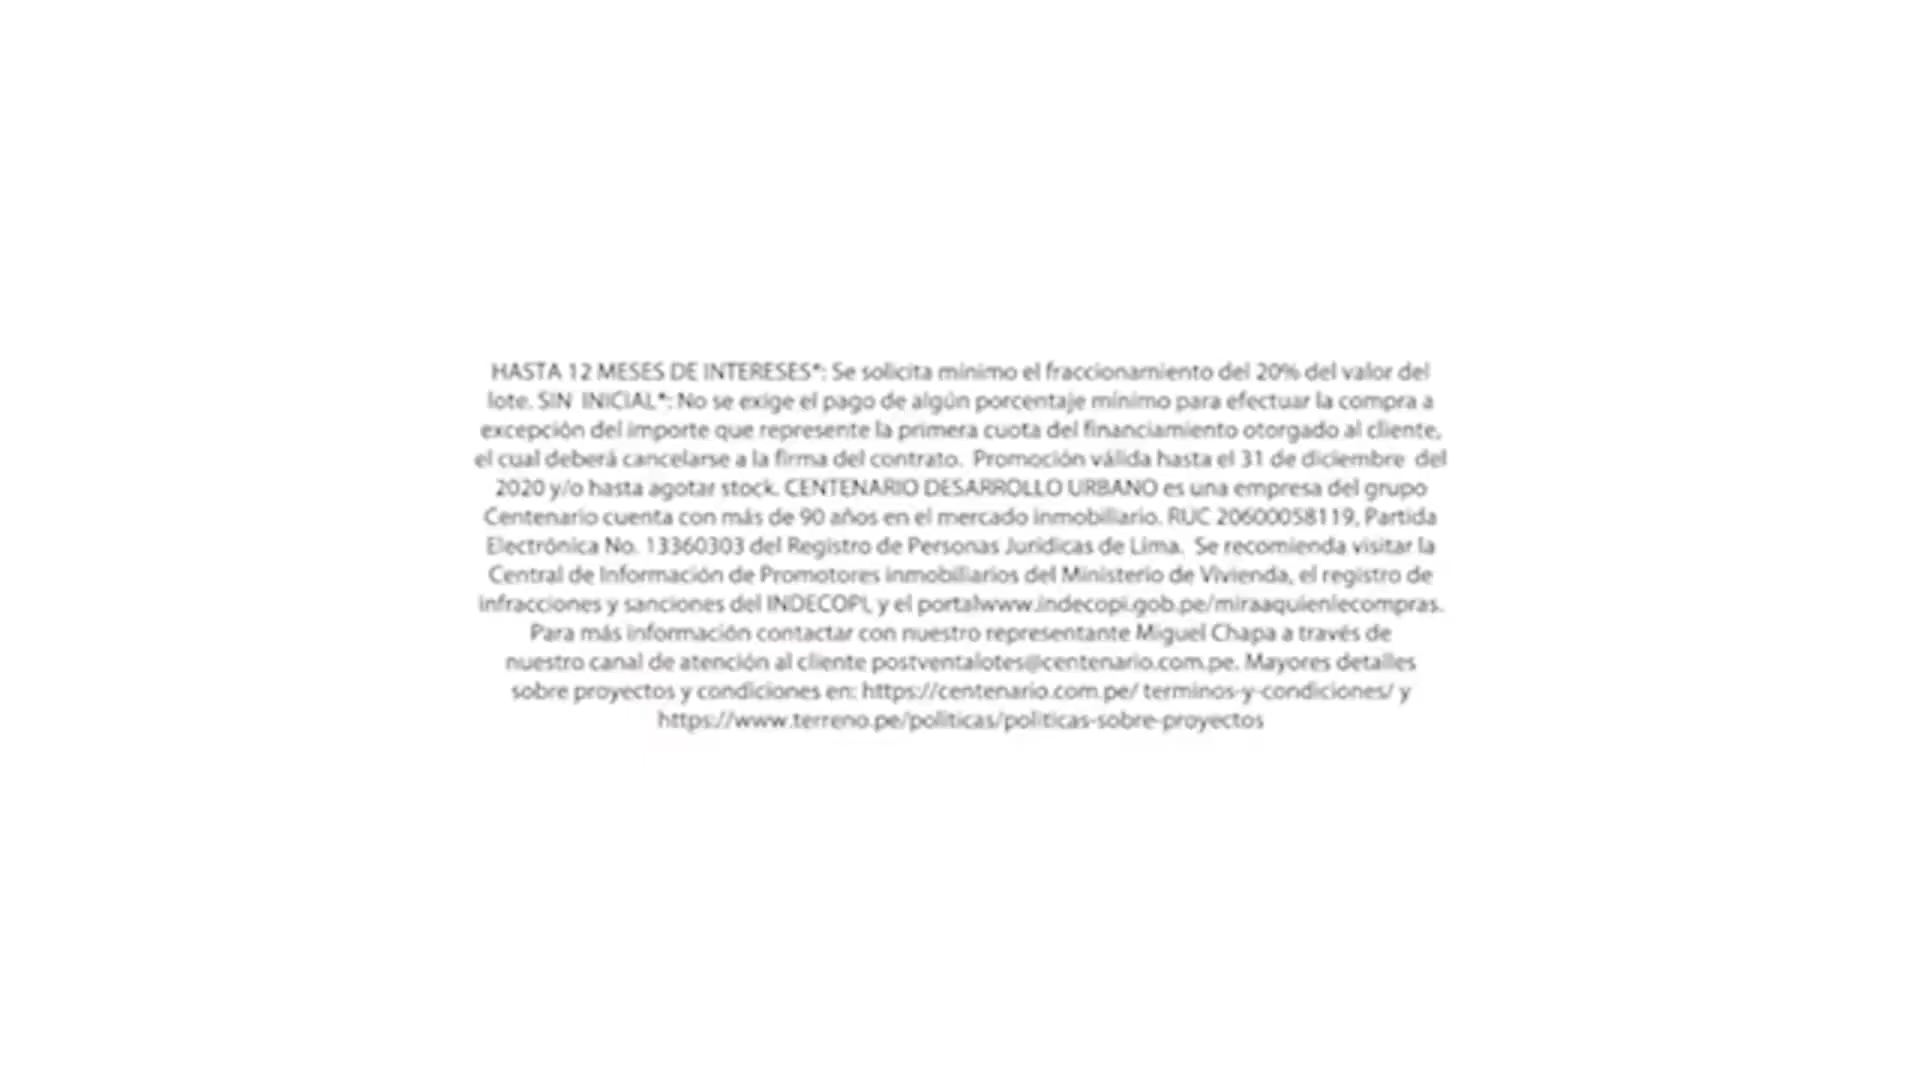 HASTA 12 MESES DE INTERESES*: Se solicita mínimo el fraccionamiento del 20% del valor del
lote. SIN INICIAL*: No se exige el pago de algún porcentaje mínimo para efectuar la compra a
excepción del importe que represente la primera cuota del financiamiento otorgado al cliente,
el cual deberá cancelarse a la firma del contrato. Promoción válida hasta el 31 de diciembre del
2020 y/o hasta agotar stock. CENTENARIO DESARROLLO URBANO es una empresa del grupo
Centenario cuenta con más de 90 años en el mercado inmobiliario. RUC 20600058119, Partida
Electrónica No. 13360303 del Registro de Personas Jurídicas de Lima. Se recomienda visitar la
Central de Información de Promotores inmobiliarios del Ministerio de Vivienda, el registro de
infracciones y sanciones del INDECOPI, y el portalwww.indecopi.gob.pe/miraaquienlecompras.
Para más información contactar con nuestro representante Miguel Chapa a través de
nuestro canal de atención al cliente postventalotes@centenario.com.pe. Mayores detalles
sobre proyectos y condiciones en: https://centenario.com.pe/ terminos-y-condiciones/ y
https://www.terreno.pe/politicas/politicas-sobre-proyectos